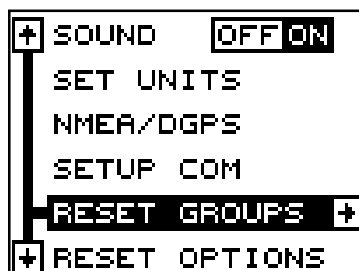 SOUND OFF ON
SET UNITS
NMEA/DGPS
SETUP COM
RESET GROUPS
RESET OPTIONS